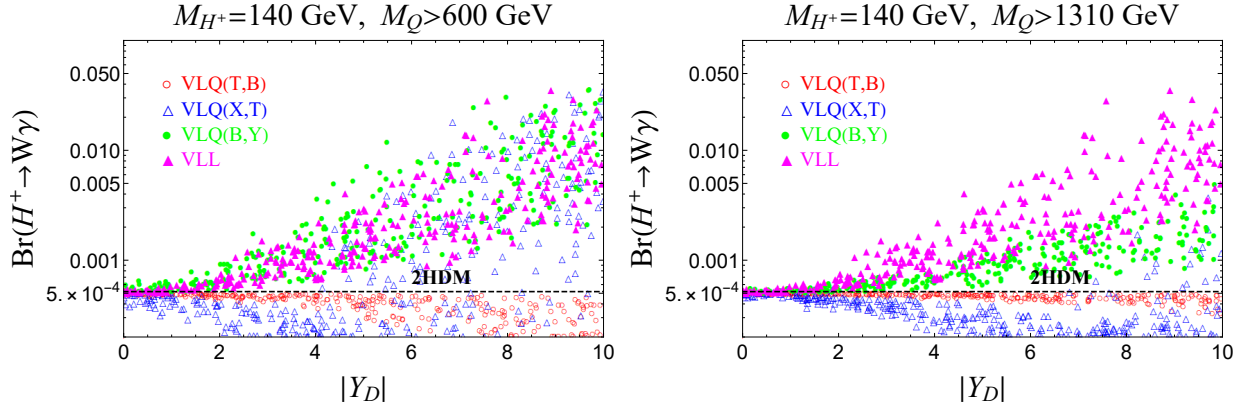 M_{H^+}=140 GeV, M_Q>600 GeV
Br(H^+→Wγ)
0.050
0.010
0.005
0.001
5.×10^{-4}
VLQ(T,B)
VLQ(X,T)
VLQ(B,Y)
VLL
2HDM
0 2 4 6 8 10
|Y_D|
M_{H^+}=140 GeV, M_Q>1310 GeV
Br(H^+→Wγ)
0.050
0.010
0.005
0.001
5.×10^{-4}
VLQ(T,B)
VLQ(X,T)
VLQ(B,Y)
VLL
2HDM
0 2 4 6 8 10
|Y_D|